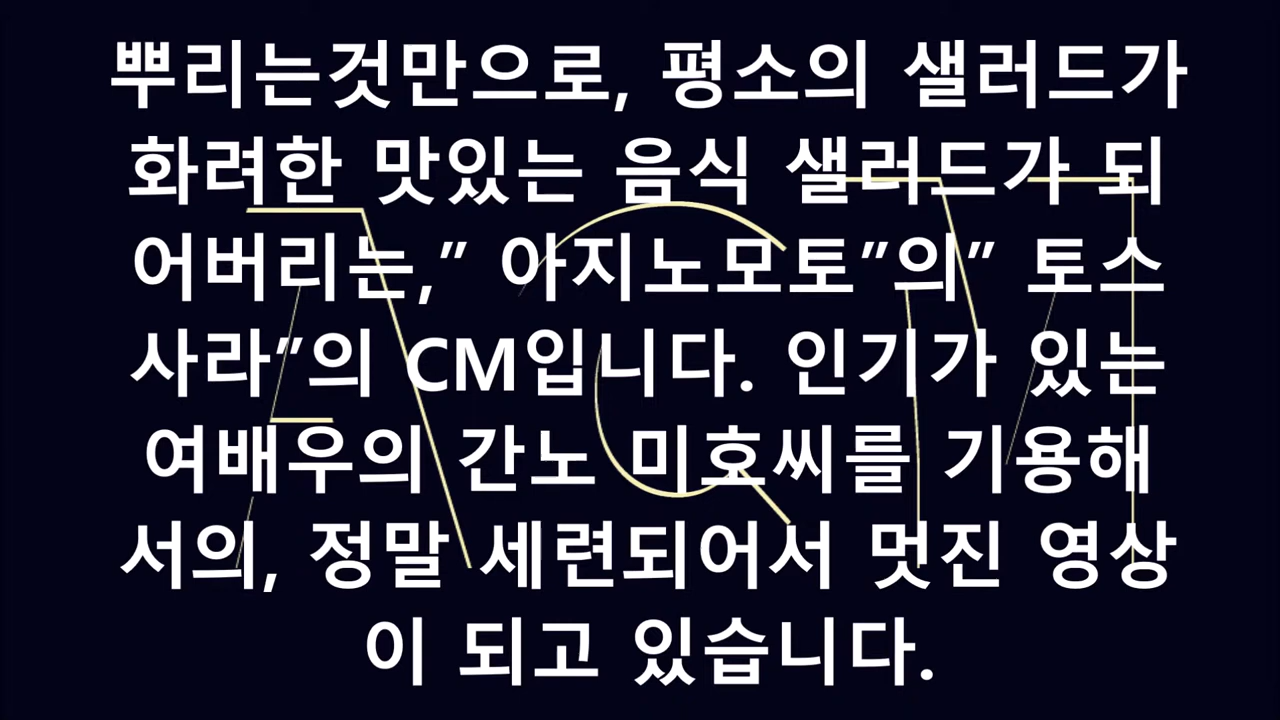 뿌리는것만으로, 평소의 샐러드가
화려한 맛있는 음식 샐러드가 되
어버리는,” 아지노모토”의” 토스
사라”의 CM입니다. 인기가 있는
여배우의 간노 미호씨를 기용해
서의, 정말 세련되어서 멋진 영상
이 되고 있습니다.